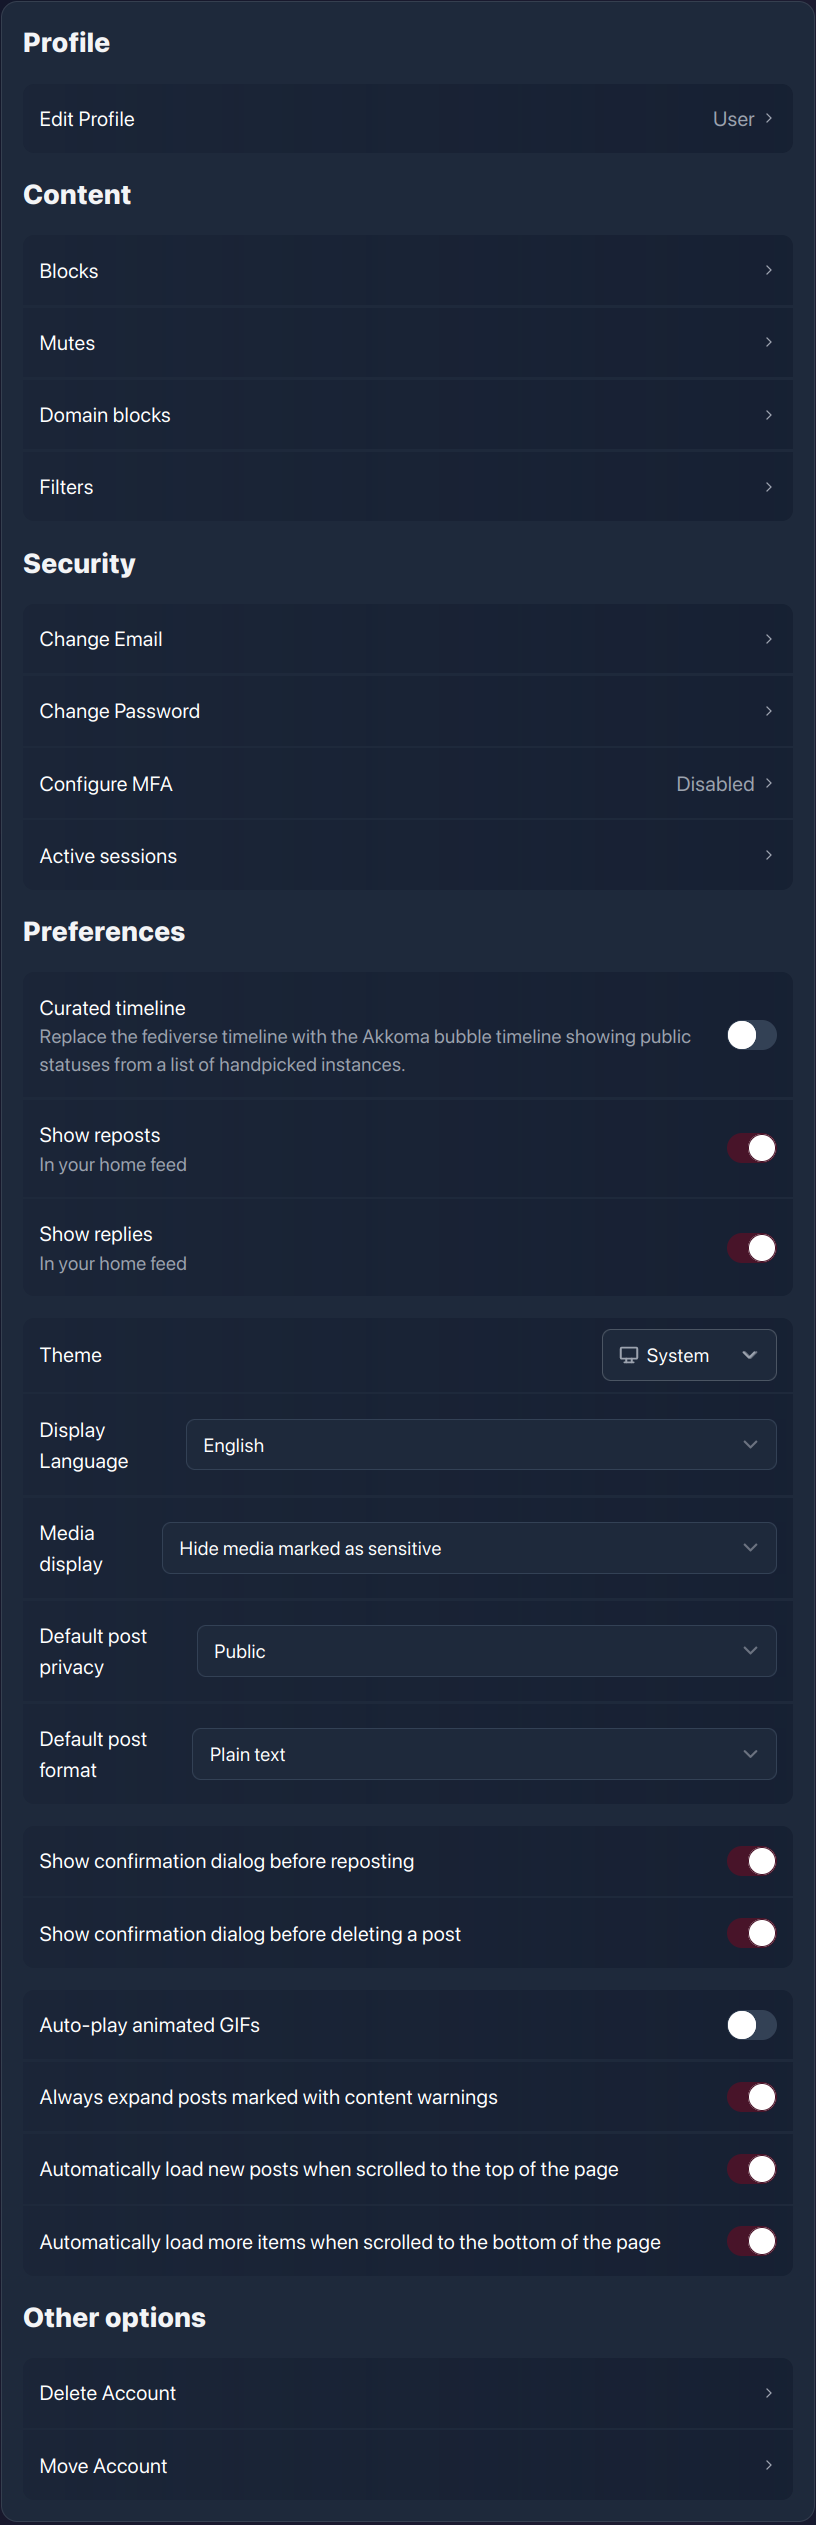 Profile
Edit Profile User
Content
Blocks
Mutes
Domain blocks
Filters
Security
Change Email
Change Password
Configure MFA Disabled
Active sessions
Preferences
Curated timeline
Replace the fediverse timeline with the Akkoma bubble timeline showing public
statuses from a list of handpicked instances.
Show reposts
In your home feed
Show replies
In your home feed
Theme System
Display
Language
English
Media
display
Hide media marked as sensitive
Default post
privacy
Public
Default post
format
Plain text
Show confirmation dialog before reposting
Show confirmation dialog before deleting a post
Auto-play animated GIFs
Always expand posts marked with content warnings
Automatically load new posts when scrolled to the top of the page
Automatically load more items when scrolled to the bottom of the page
Other options
Delete Account
Move Account